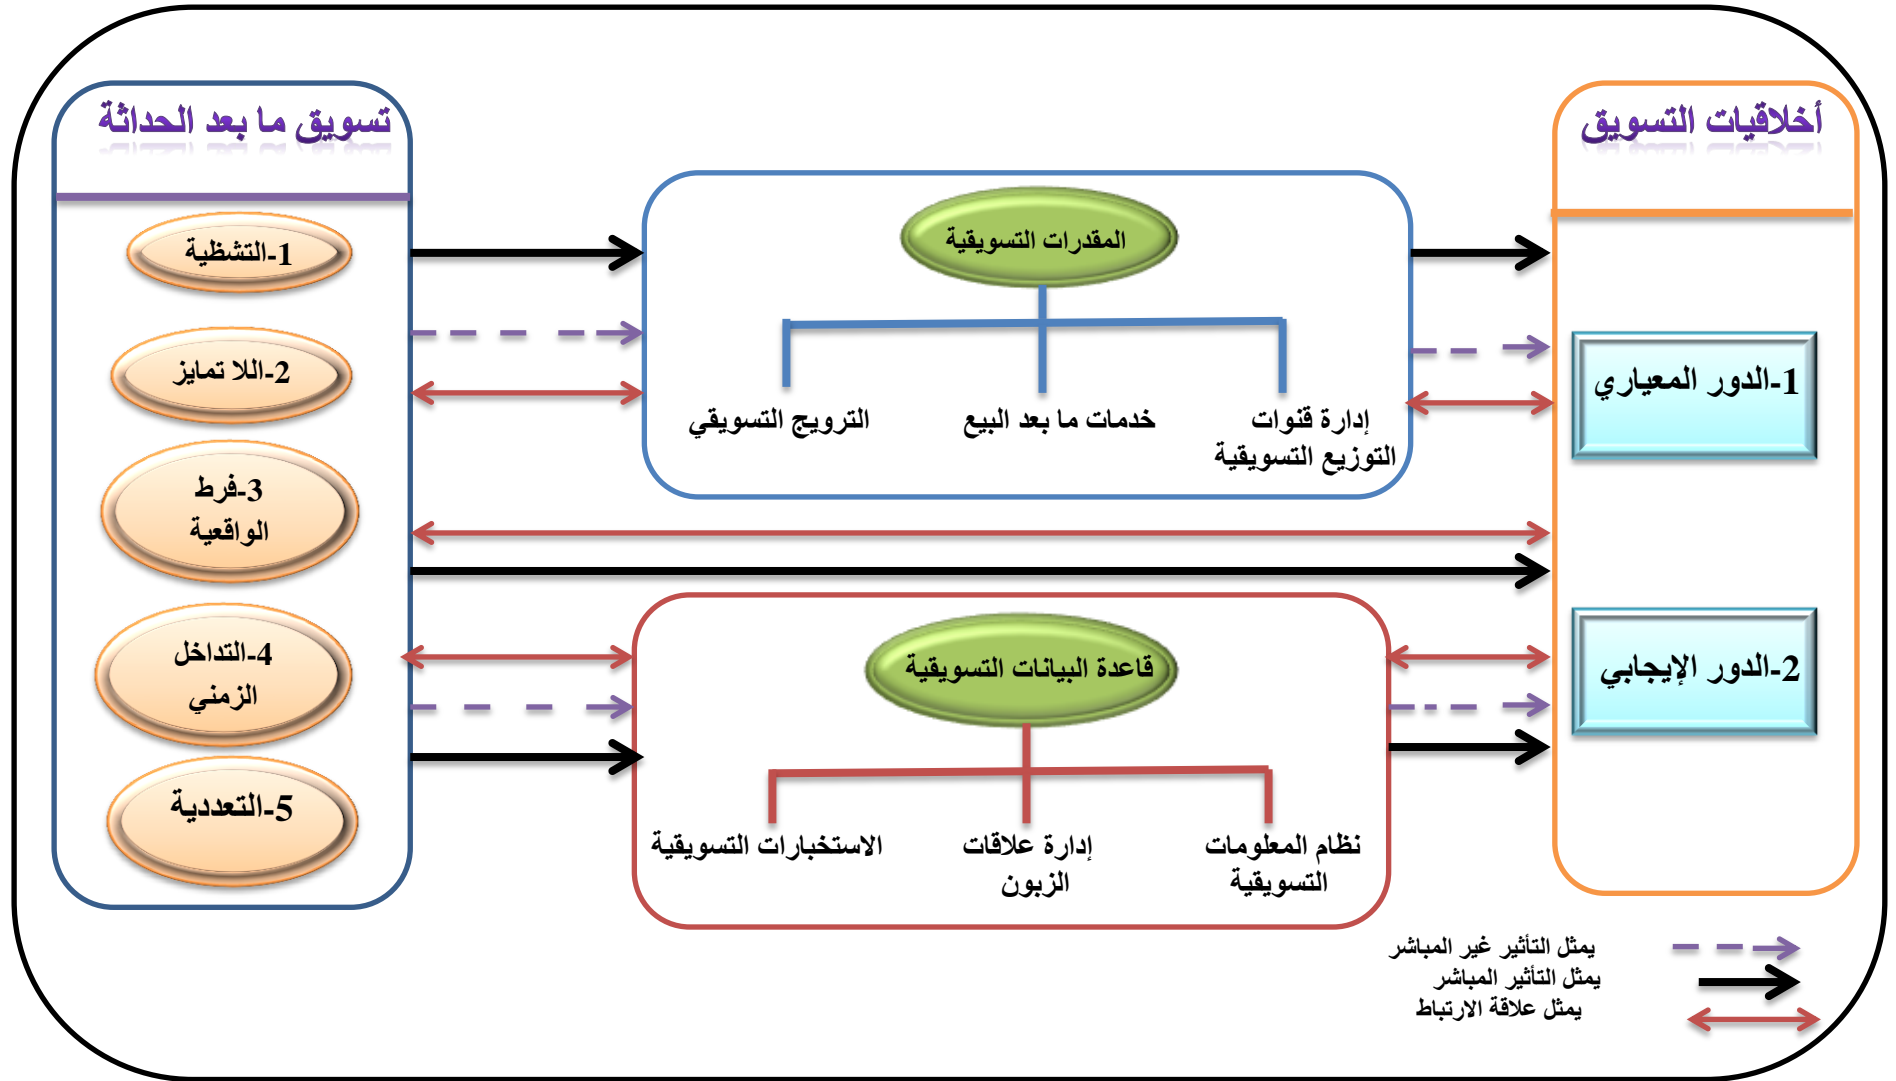 أخلاقيات التسويق
1-الدور المعياري
2-الدور الإيجابي
المقدرات التسويقية
إدارة قنوات
التوزيع التسويقية
خدمات ما بعد البيع
الترويج التسويقي
قاعدة البيانات التسويقية
نظام المعلومات
التسويقية
إدارة علاقات
الزبون
الاستخبارات التسويقية
تسويق ما بعد الحداثة
1-التشظية
2-اللا تمايز
3-فرط
الواقعية
4-التداخل
الزمني
5-التعددية
يمثل التأثير غير المباشر
يمثل التأثير المباشر
يمثل علاقة الارتباط